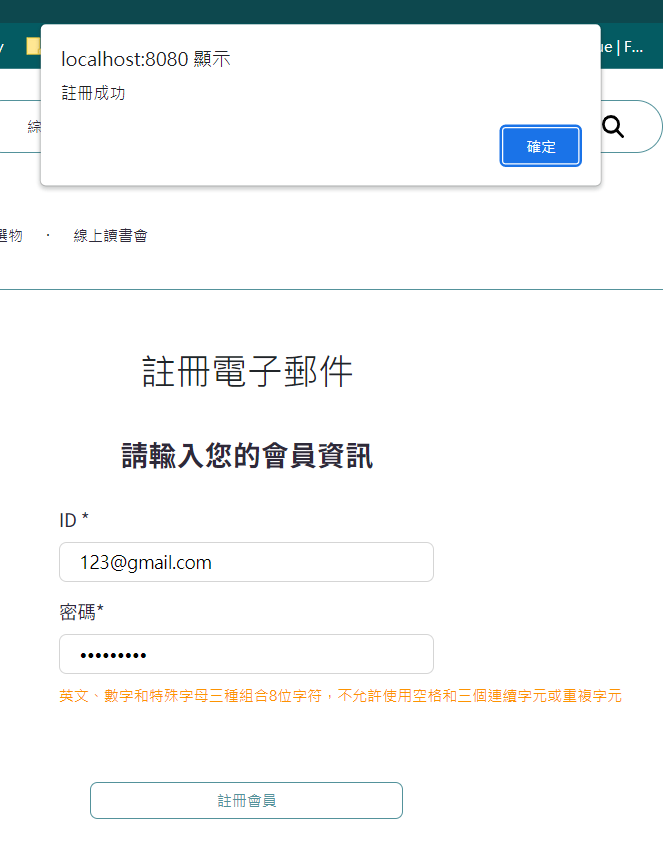 y
localhost:8080 顯示
ue | F...
註冊成功
綜
確定
選物 · 線上讀書會
註冊電子郵件
請輸入您的會員資訊
ID *
123@gmail.com
密碼*
•••••••••
英文、數字和特殊字母三種組合8位字符，不允許使用空格和三個連續字元或重複字元
註冊會員